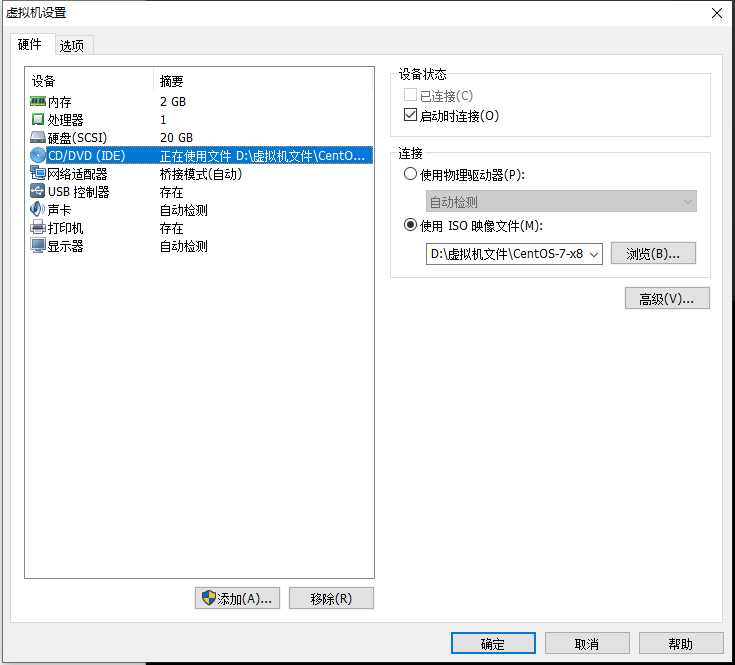 虚拟机设置
硬件 选项
设备 摘要
内存 2 GB
处理器 1
硬盘(SCSI) 20 GB
CD/DVD (IDE) 正在使用文件 D:\虚拟机文件\CentO...
网络适配器 桥接模式(自动)
USB 控制器 存在
声卡 自动检测
打印机 存在
显示器 自动检测
添加(A)... 移除(R)
设备状态
已连接(C)
启动时连接(O)
连接
使用物理驱动器(P):
自动检测
使用 ISO 映像文件(M):
D:\虚拟机文件\CentOS-7-x8 浏览(B)...
高级(V)...
确定 取消 帮助